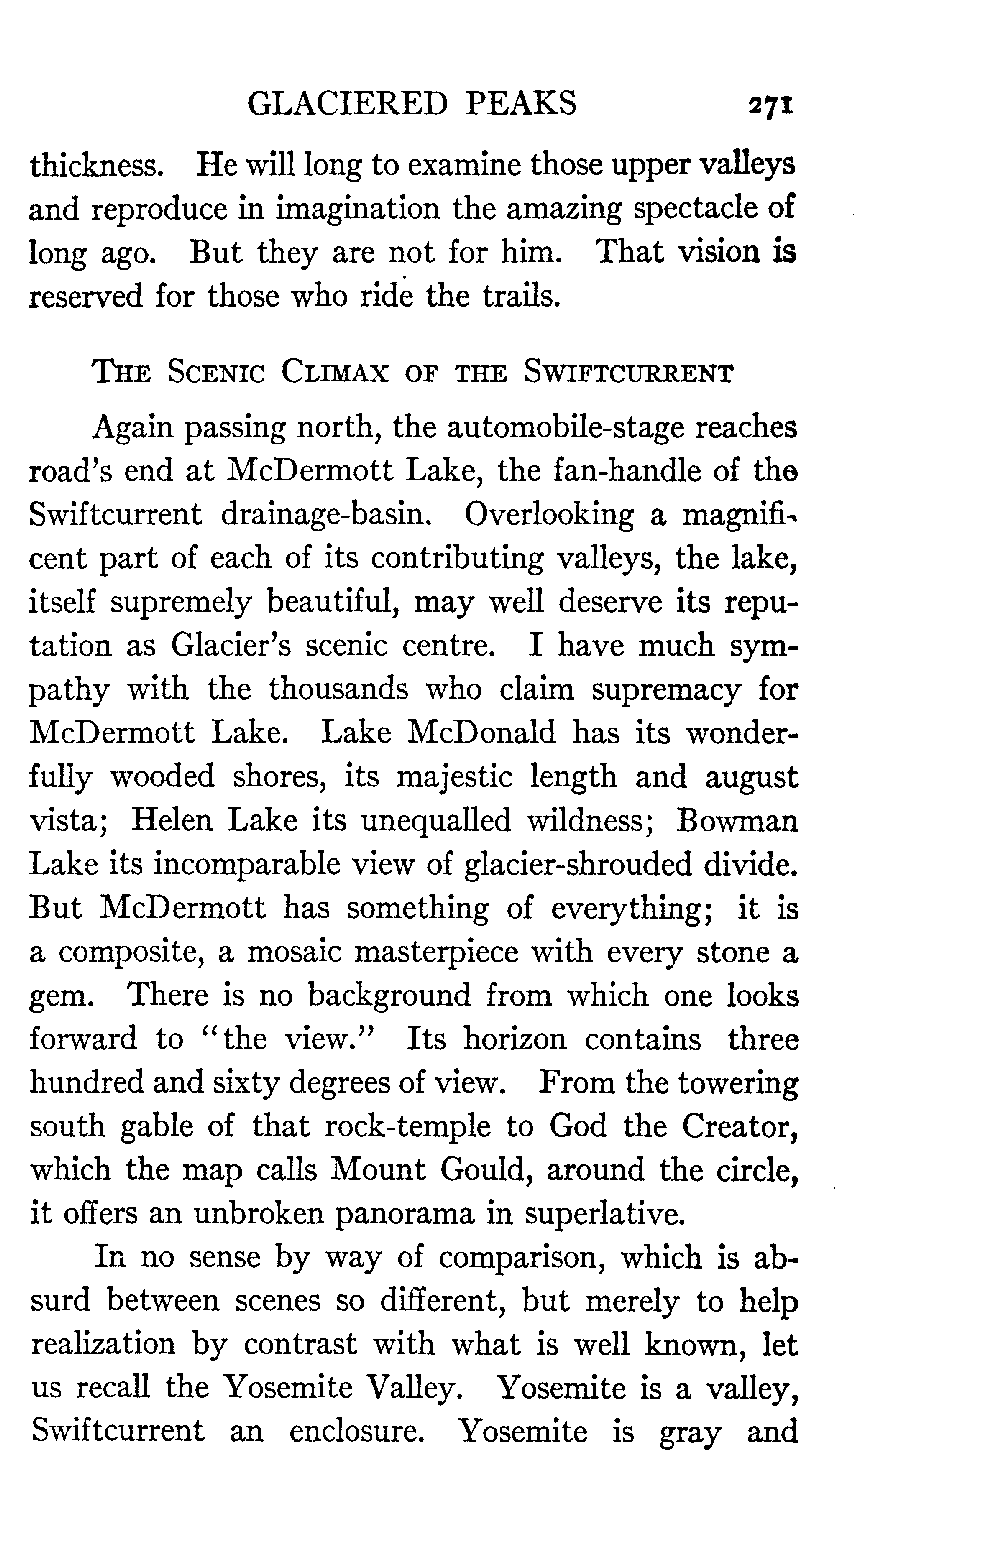 GLACIERED PEAKS 271
thickness. He will long to examine those upper valleys
and reproduce in imagination the amazing spectacle of
long ago. But they are not for him. That vision is
reserved for those who ride the trails.
THE SCENIC CLIMAX OF THE SWIFTCURRENT
Again passing north, the automobile-stage reaches
road's end at McDermott Lake, the fan-handle of the
Swiftcurrent drainage-basin. Overlooking a magnifi-
cent part of each of its contributing valleys, the lake,
itself supremely beautiful, may well deserve its repu-
tation as Glacier's scenic centre. I have much sym-
pathy with the thousands who claim supremacy for
McDermott Lake. Lake McDonald has its wonder-
fully wooded shores, its majestic length and august
vista; Helen Lake its unequalled wildness; Bowman
Lake its incomparable view of glacier-shrouded divide.
But McDermott has something of everything; it is
a composite, a mosaic masterpiece with every stone a
gem. There is no background from which one looks
forward to "the view." Its horizon contains three
hundred and sixty degrees of view. From the towering
south gable of that rock-temple to God the Creator,
which the map calls Mount Gould, around the circle,
it offers an unbroken panorama in superlative.
In no sense by way of comparison, which is ab-
surd between scenes so different, but merely to help
realization by contrast with what is well known, let
us recall the Yosemite Valley. Yosemite is a valley,
Swiftcurrent an enclosure. Yosemite is gray and